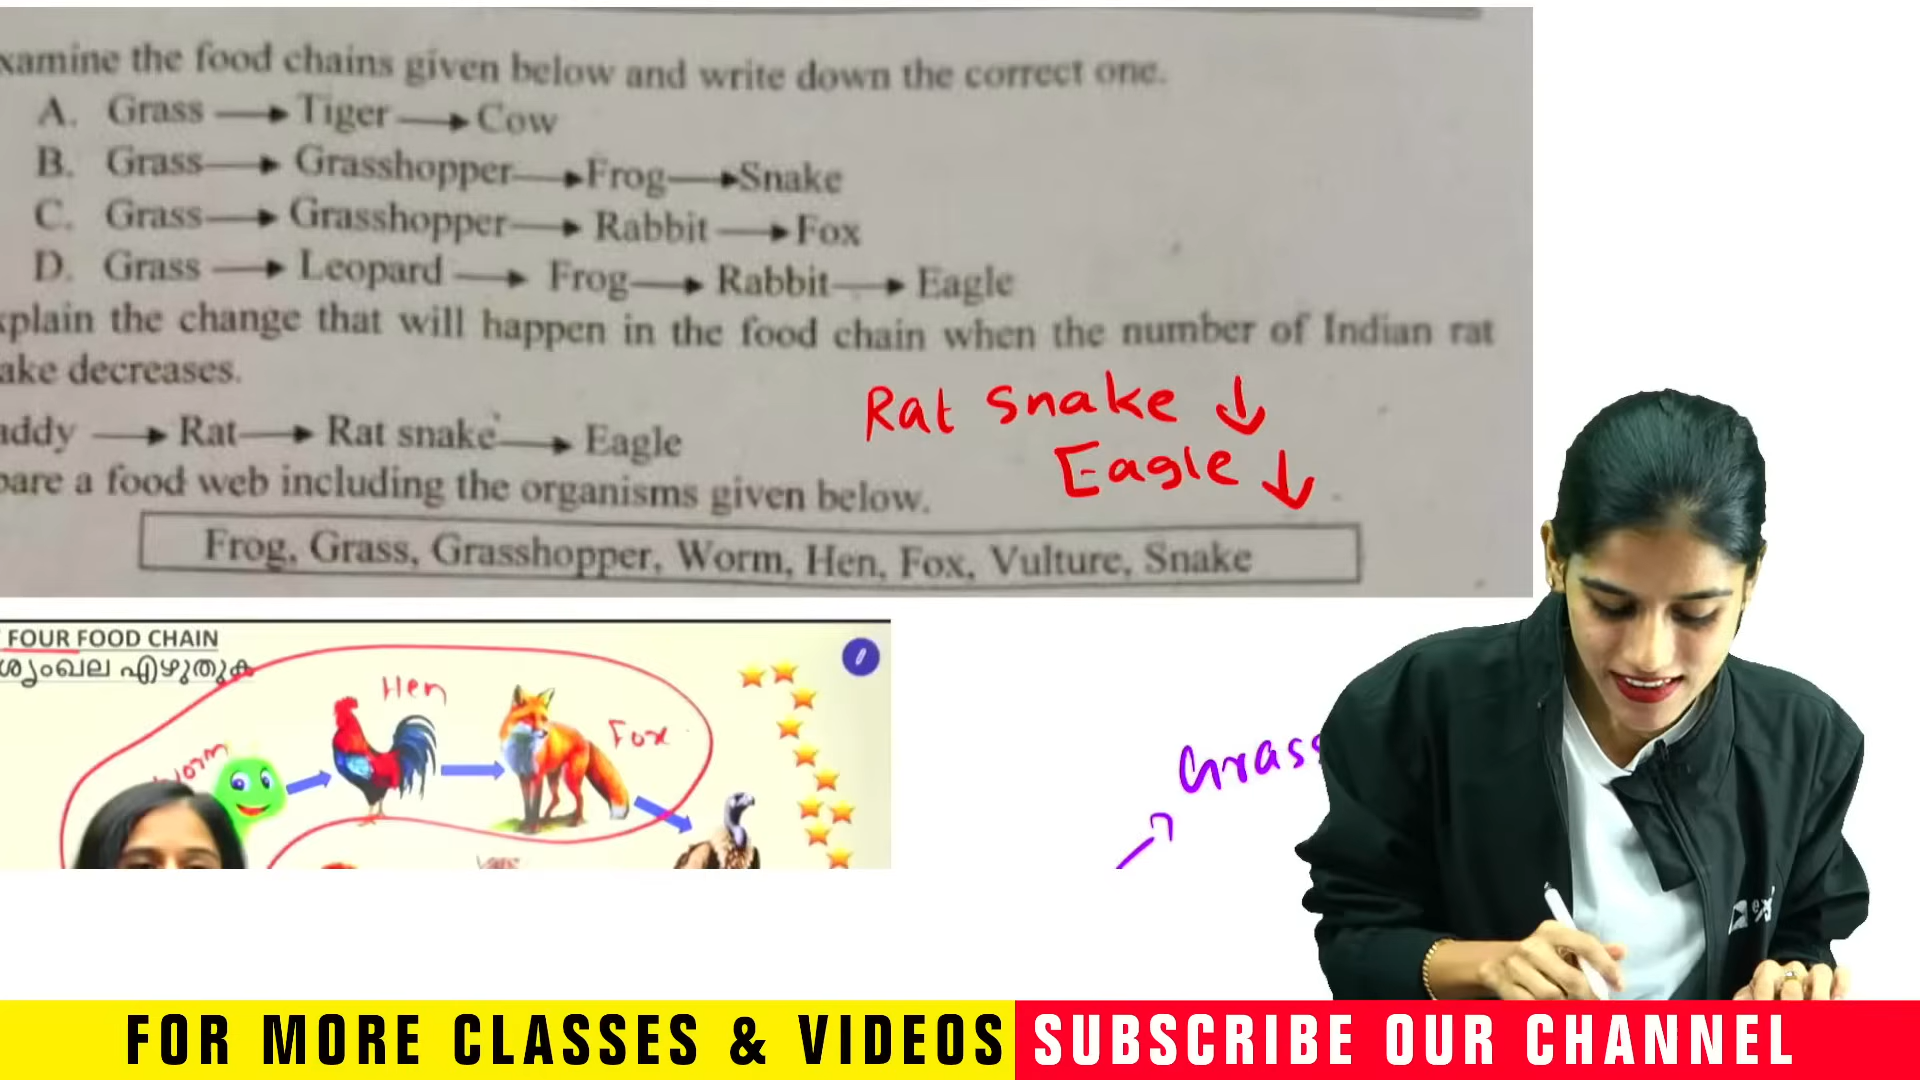 xamine the food chains given below and write down the correct one.
A. Grass → Tiger → Cow
B. Grass → Grasshopper → Frog → Snake
C. Grass → Grasshopper → Rabbit → Fox
D. Grass → Leopard → Frog → Rabbit → Eagle
xplain the change that will happen in the food chain when the number of Indian rat
ake decreases.
Rat snake ↓
addy → Rat → Rat snake → Eagle
Eagle ↓
pare a food web including the organisms given below.
Frog, Grass, Grasshopper, Worm, Hen, Fox, Vulture, Snake
FOUR FOOD CHAIN
എഴുതുക
Hen
Fox
worm
Grass
FOR MORE CLASSES & VIDEOS SUBSCRIBE OUR CHANNEL